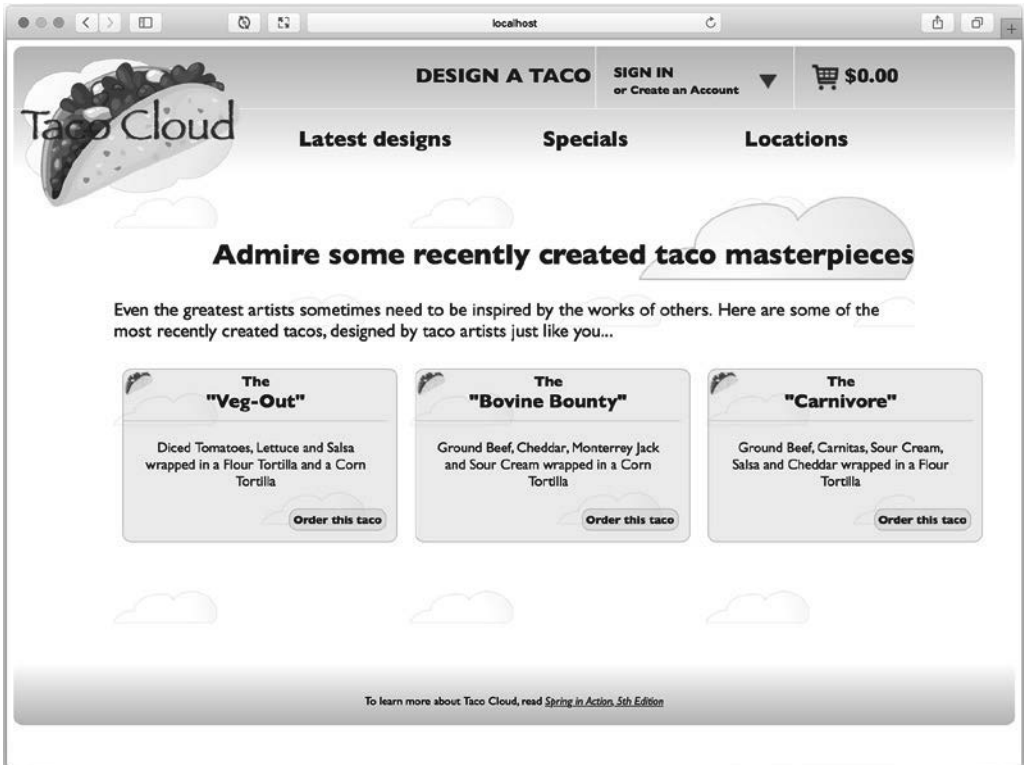 localhost
Taco Cloud
DESIGN A TACO
SIGN IN
or Create an Account
$0.00
Latest designs
Specials
Locations
Admire some recently created taco masterpieces
Even the greatest artists sometimes need to be inspired by the works of others. Here are some of the
most recently created tacos, designed by taco artists just like you...
The
"Veg-Out"
Diced Tomatoes, Lettuce and Salsa
wrapped in a Flour Tortilla and a Corn
Tortilla
Order this taco
The
"Bovine Bounty"
Ground Beef, Cheddar, Monterrey Jack
and Sour Cream wrapped in a Corn
Tortilla
Order this taco
The
"Carnivore"
Ground Beef, Carnitas, Sour Cream,
Salsa and Cheddar wrapped in a Flour
Tortilla
Order this taco
To learn more about Taco Cloud, read Spring in Action, 5th Edition